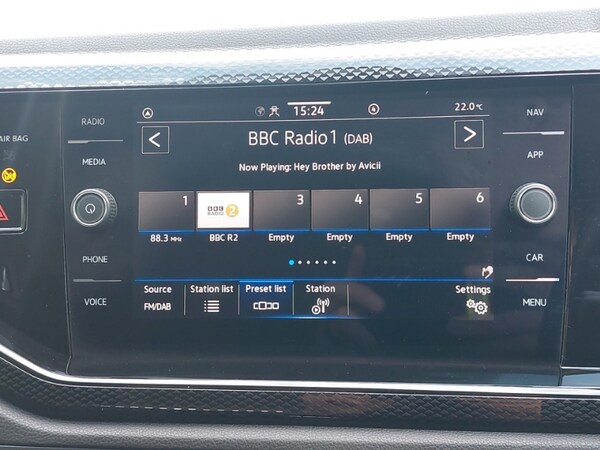 RADIO
MEDIA
PHONE
VOICE
AIR BAG
15:24
4
22.0°C
BBC Radio1 (DAB)
Now Playing: Hey Brother by Avicii
1
BBC
RADIO 2
3
4
5
6
88.3 MHz
BBC R2
Empty
Empty
Empty
Empty
Source
Station list
Preset list
Station
Settings
FM/DAB
NAV
APP
CAR
MENU